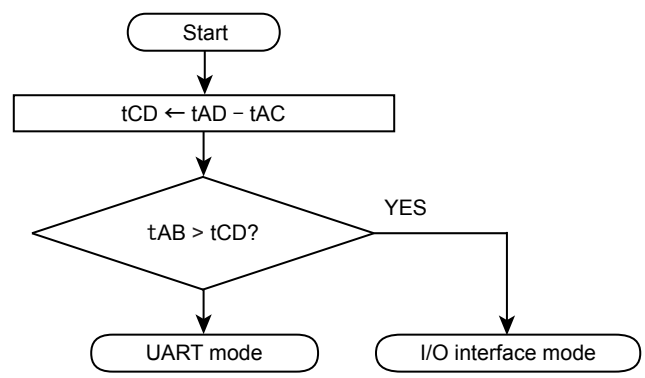 Start
tCD ← tAD − tAC
YES
tAB > tCD?
UART mode
I/O interface mode